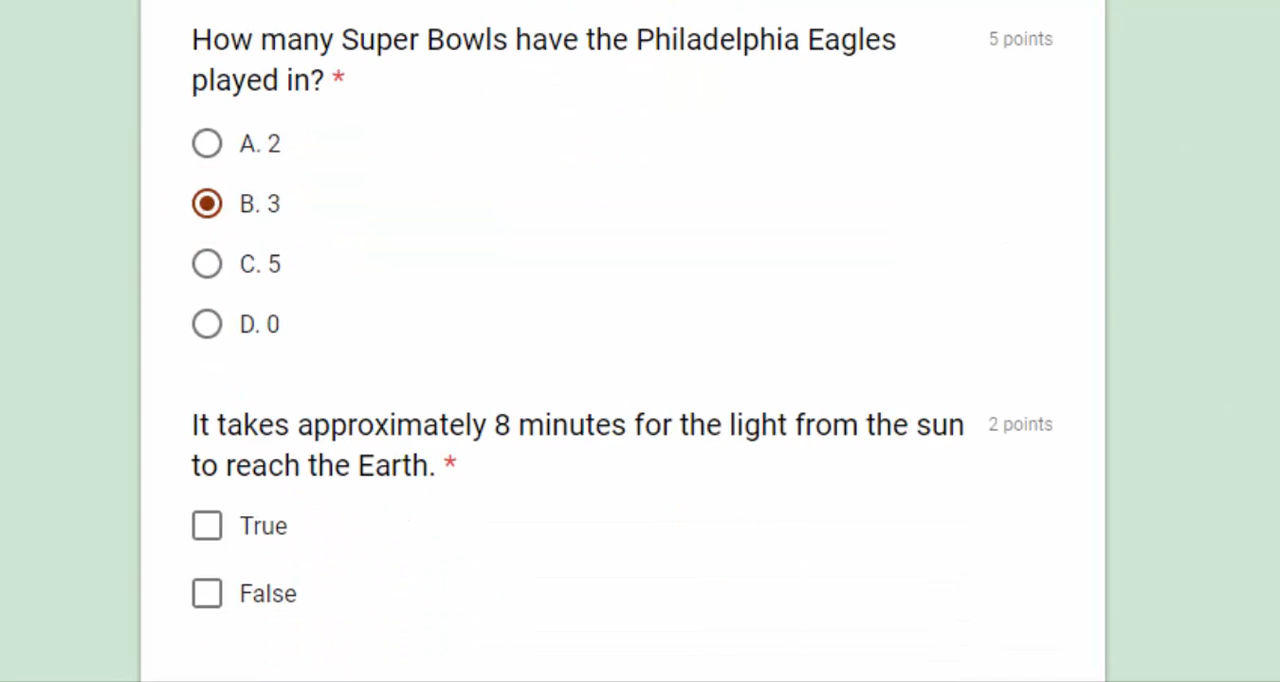 How many Super Bowls have the Philadelphia Eagles
played in? *
5 points
A. 2
B. 3
C. 5
D. 0
It takes approximately 8 minutes for the light from the sun
to reach the Earth. *
2 points
True
False